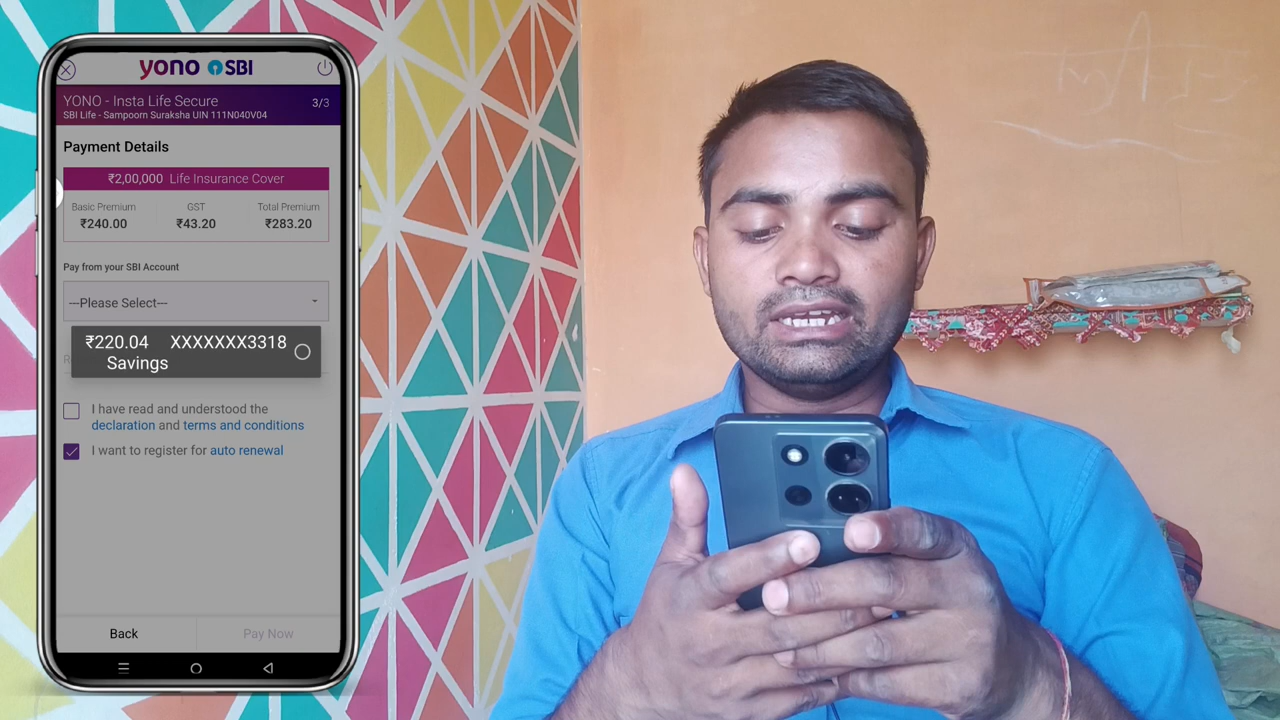 yono SBI
YONO - Insta Life Secure 3/3
SBI Life - Sampoorn Suraksha UIN 111N040V04
Payment Details
₹2,00,000 Life Insurance Cover
Basic Premium GST Total Premium
₹240.00 ₹43.20 ₹283.20
Pay from your SBI Account
---Please Select---
₹220.04 XXXXXXX3318
Savings
I have read and understood the
declaration and terms and conditions
I want to register for auto renewal
Back Pay Now